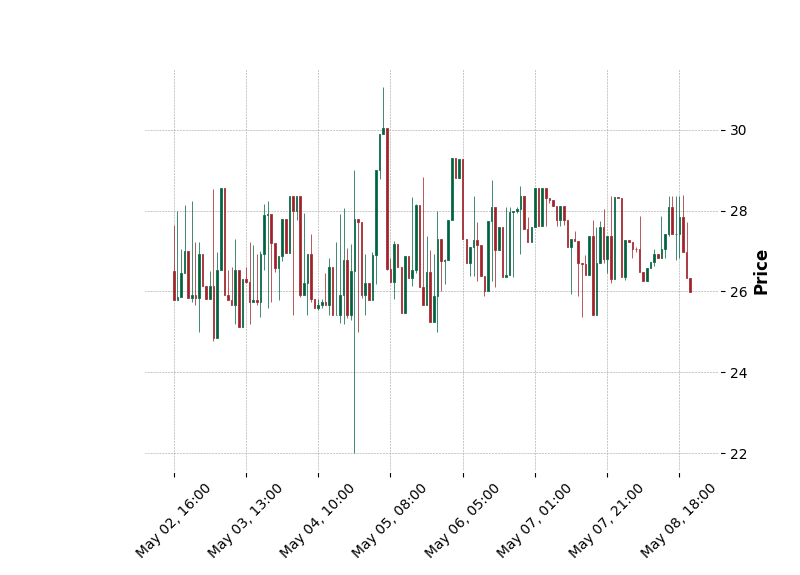 30
28
26
24
22
Price
May 02, 16:00
May 03, 13:00
May 04, 10:00
May 05, 08:00
May 06, 05:00
May 07, 01:00
May 07, 21:00
May 08, 18:00